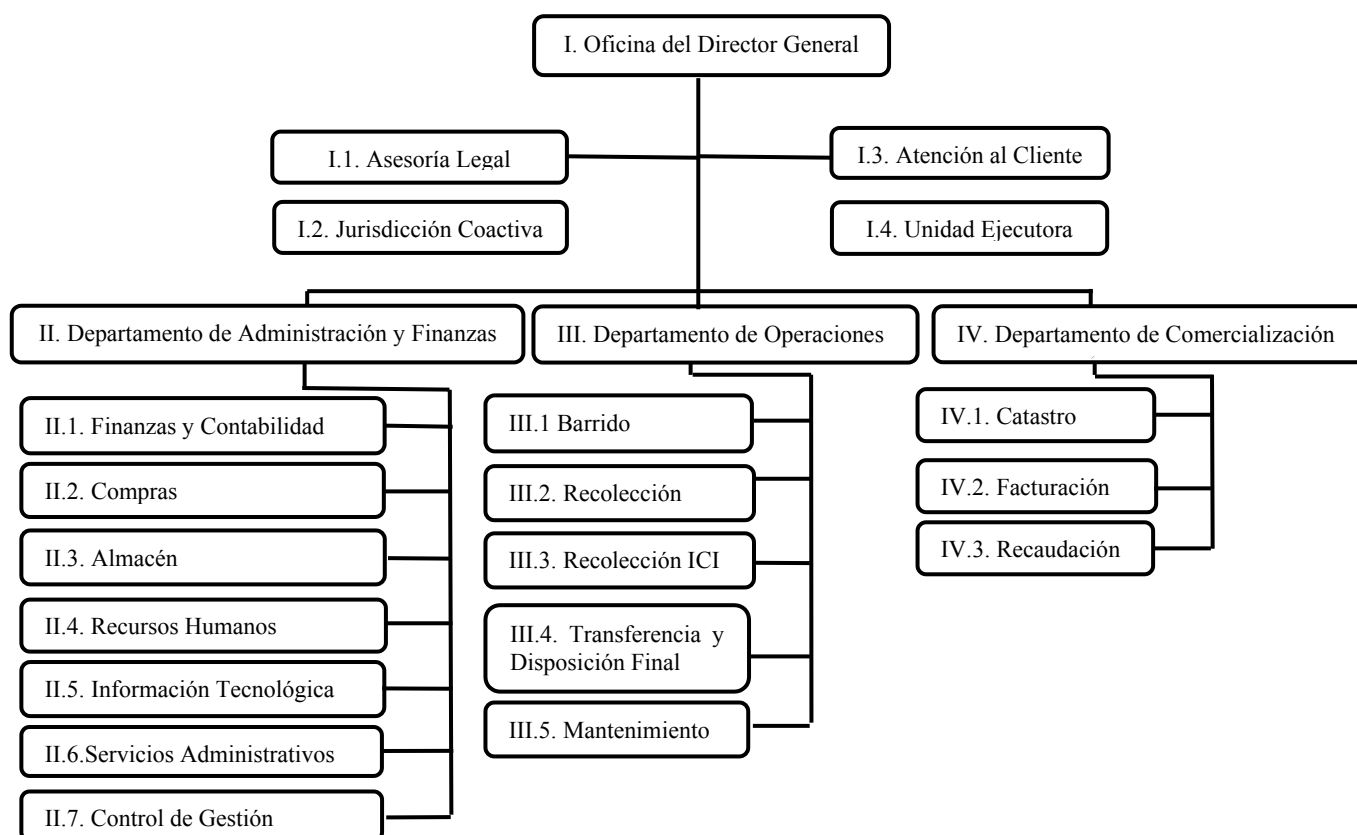 I. Oficina del Director General
I.1. Asesoría Legal
I.3. Atención al Cliente
I.2. Jurisdicción Coactiva
I.4. Unidad Ejecutora
II. Departamento de Administración y Finanzas
III. Departamento de Operaciones
IV. Departamento de Comercialización
II.1. Finanzas y Contabilidad
II.2. Compras
II.3. Almacén
II.4. Recursos Humanos
II.5. Información Tecnológica
II.6.Servicios Administrativos
II.7. Control de Gestión
III.1 Barrido
III.2. Recolección
III.3. Recolección ICI
III.4. Transferencia y
Disposición Final
III.5. Mantenimiento
IV.1. Catastro
IV.2. Facturación
IV.3. Recaudación